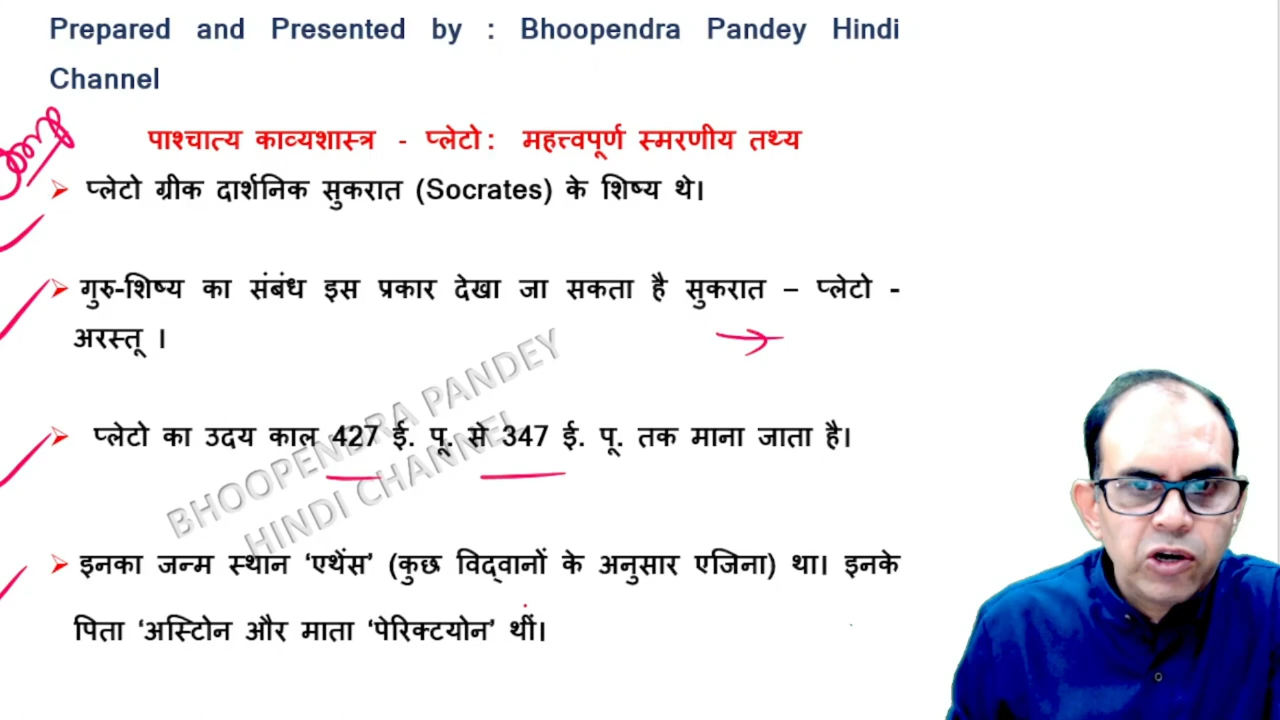 Prepared and Presented by : Bhoopendra Pandey Hindi
Channel
पाश्चात्य काव्यशास्त्र - प्लेटो : महत्त्वपूर्ण स्मरणीय तथ्य
प्लेटो ग्रीक दार्शनिक सुकरात (Socrates) के शिष्य थे।
गुरु-शिष्य का संबंध इस प्रकार देखा जा सकता है सुकरात – प्लेटो -
अरस्तू ।
प्लेटो का उदय काल 427 ई. पू. से 347 ई. पू. तक माना जाता है।
इनका जन्म स्थान ‘एथेंस’ (कुछ विद्वानों के अनुसार एजिना) था। इनके
पिता ‘अस्टिोन और माता ‘पेरिक्टयोन’ थीं।
BHOOPENDRA PANDEY
HINDI CHANNEL